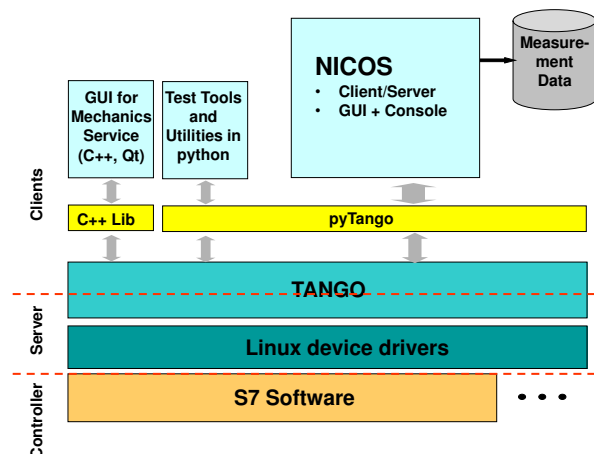 Measure-
ment
Data
NICOS
• Client/Server
• GUI + Console
GUI for
Mechanics
Service
(C++, Qt)
Test Tools
and
Utilities in
python
Clients
C++ Lib
pyTango
TANGO
Server
Linux device drivers
Controller
S7 Software
• • •